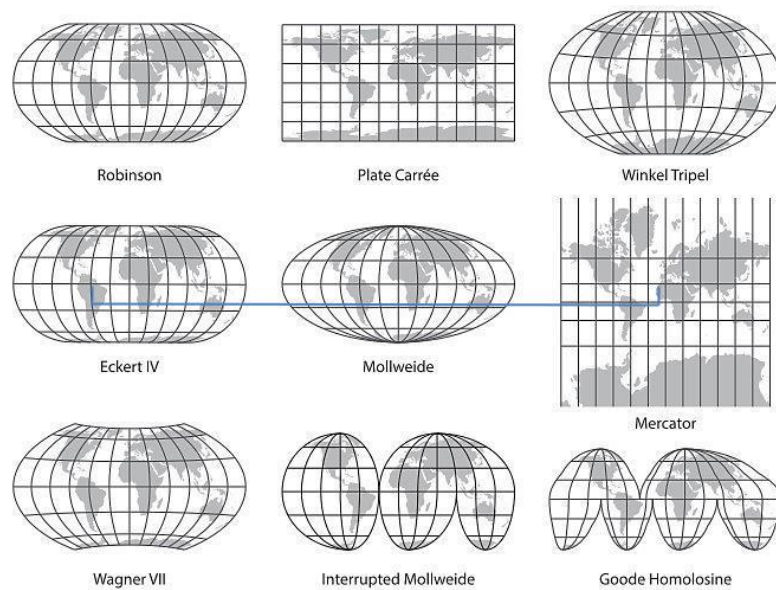 Robinson
Plate Carrée
Winkel Tripel
Eckert IV
Mollweide
Mercator
Wagner VII
Interrupted Mollweide
Goode Homolosine